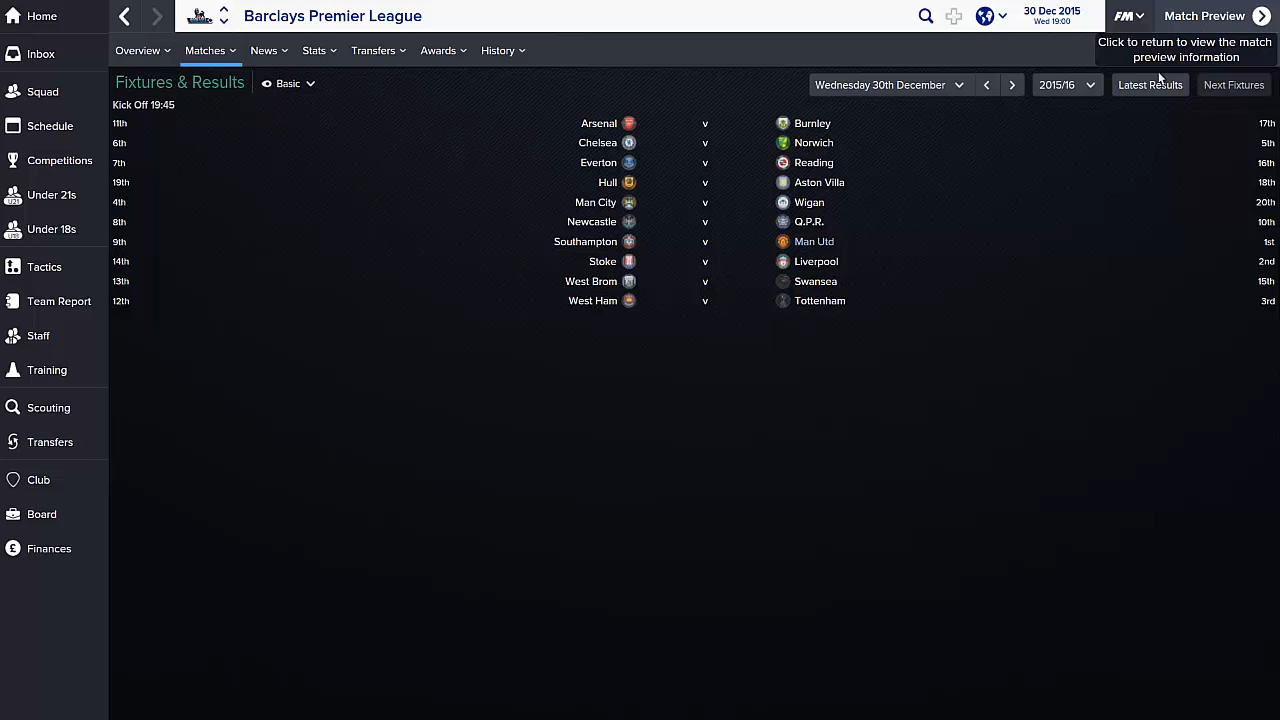 Home
Barclays Premier League
30 Dec 2015
Wed 19:00
FM
Match Preview
Click to return to view the match
preview information
Inbox
Overview Matches News Stats Transfers Awards History
Fixtures & Results
Basic
Wednesday 30th December
2015/16
Latest Results
Next Fixtures
Kick Off 19:45
11th Arsenal v Burnley 17th
6th Chelsea v Norwich 5th
7th Everton v Reading 16th
19th Hull v Aston Villa 18th
4th Man City v Wigan 20th
8th Newcastle v Q.P.R. 10th
9th Southampton v Man Utd 1st
14th Stoke v Liverpool 2nd
13th West Brom v Swansea 15th
12th West Ham v Tottenham 3rd
Squad
Schedule
Competitions
U21
Under 21s
U18
Under 18s
Tactics
Team Report
Staff
Training
Scouting
Transfers
Club
Board
£
Finances